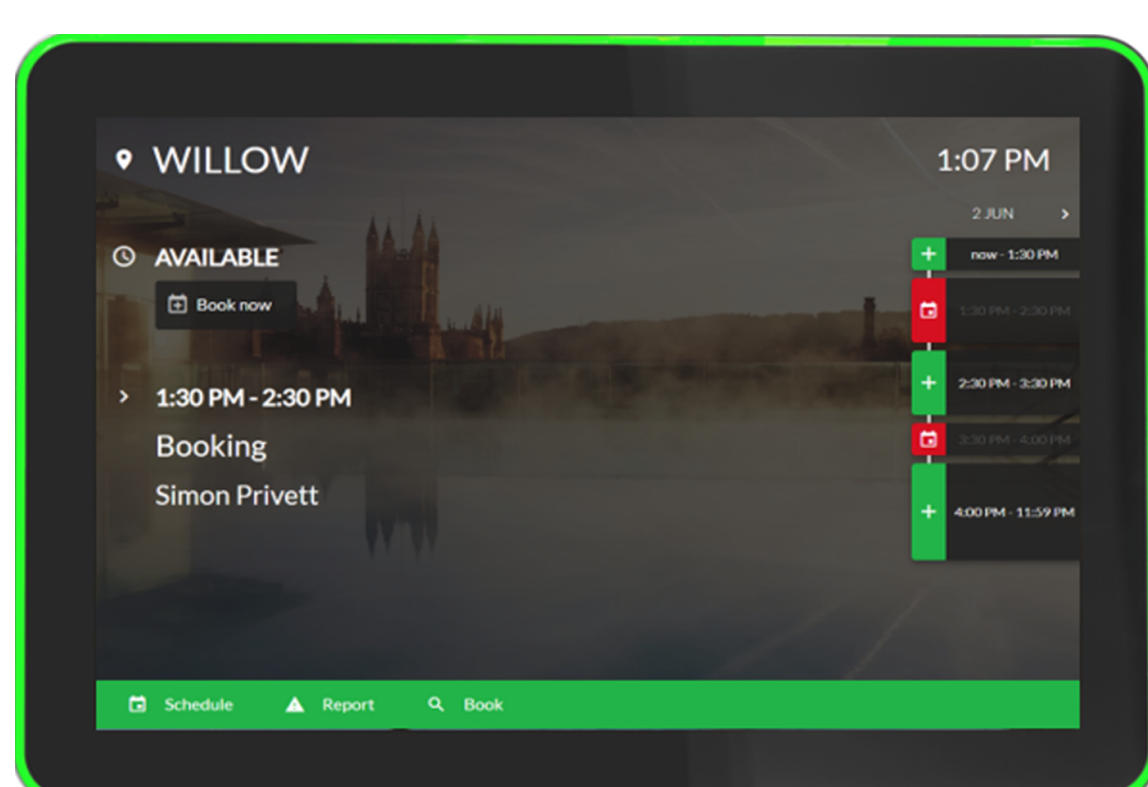 WILLOW
1:07 PM
2 JUN
AVAILABLE
Book now
1:30 PM - 2:30 PM
Booking
Simon Privett
now - 1:30 PM
1:30 PM - 2:30 PM
2:30 PM - 3:30 PM
3:30 PM - 4:00 PM
4:00 PM - 11:59 PM
Schedule
Report
Book